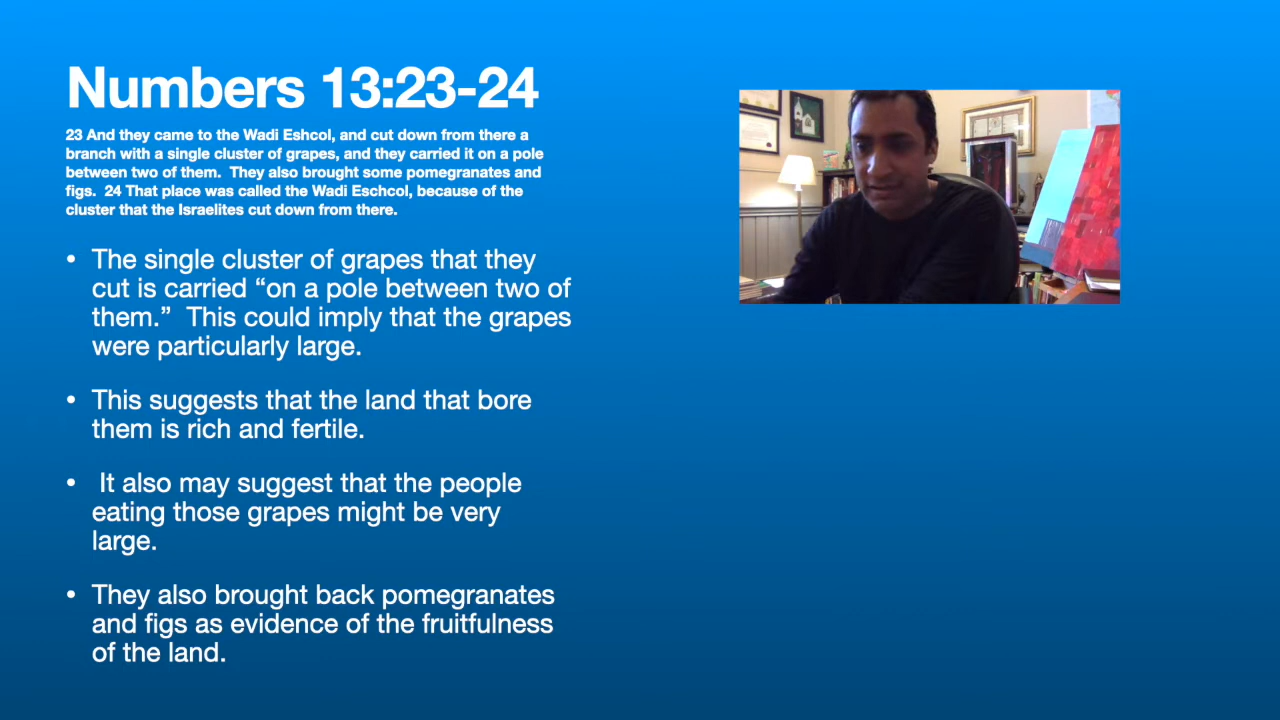 Numbers 13:23-24
23 And they came to the Wadi Eshcol, and cut down from there a
branch with a single cluster of grapes, and they carried it on a pole
between two of them.  They also brought some pomegranates and
figs.  24 That place was called the Wadi Eschcol, because of the
cluster that the Israelites cut down from there.
• The single cluster of grapes that they
cut is carried “on a pole between two of
them.”  This could imply that the grapes
were particularly large.
• This suggests that the land that bore
them is rich and fertile.
•  It also may suggest that the people
eating those grapes might be very
large.
• They also brought back pomegranates
and figs as evidence of the fruitfulness
of the land.